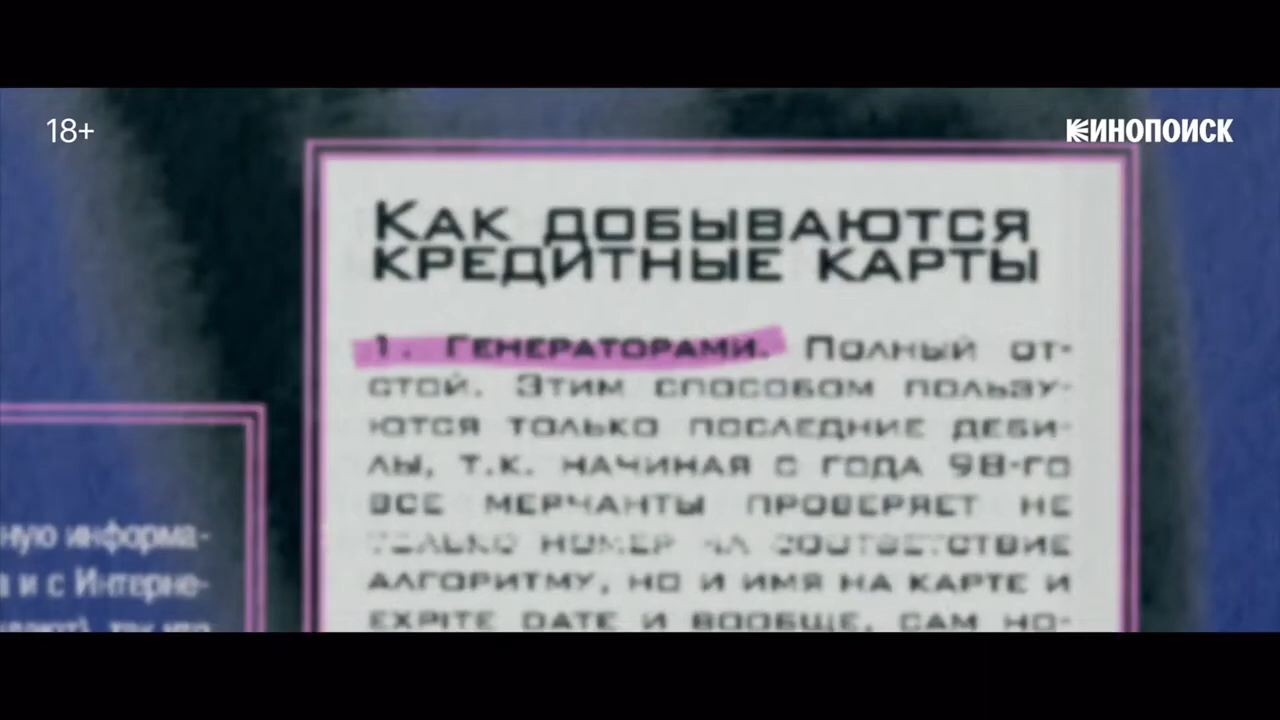 18+
КИНОПОИСК
КАК ДОБЫВАЮТСЯ
КРЕДИТНЫЕ КАРТЫ
1. ГЕНЕРАТОРАМИ. ПОЛНЫЙ ОТ-
СТОЙ. ЭТИМ СПОСОБОМ ПОЛЬЗУ-
ЮТСЯ ТОЛЬКО ПОСЛЕДНИЕ ДЕБИ-
ЛЫ, Т.К. НАЧИНАЯ С ГОДА 98-ГО
ВСЕ МЕРЧАНТЫ ПРОВЕРЯЕТ НЕ
ТОЛЬКО НОМЕР НА СООТВЕТСТВИЕ
АЛГОРИТМУ, НО И ИМЯ НА КАРТЕ И
EXPITE DATE И ВООБЩЕ, САМ НО-
ную информа-
а и с Интерне-